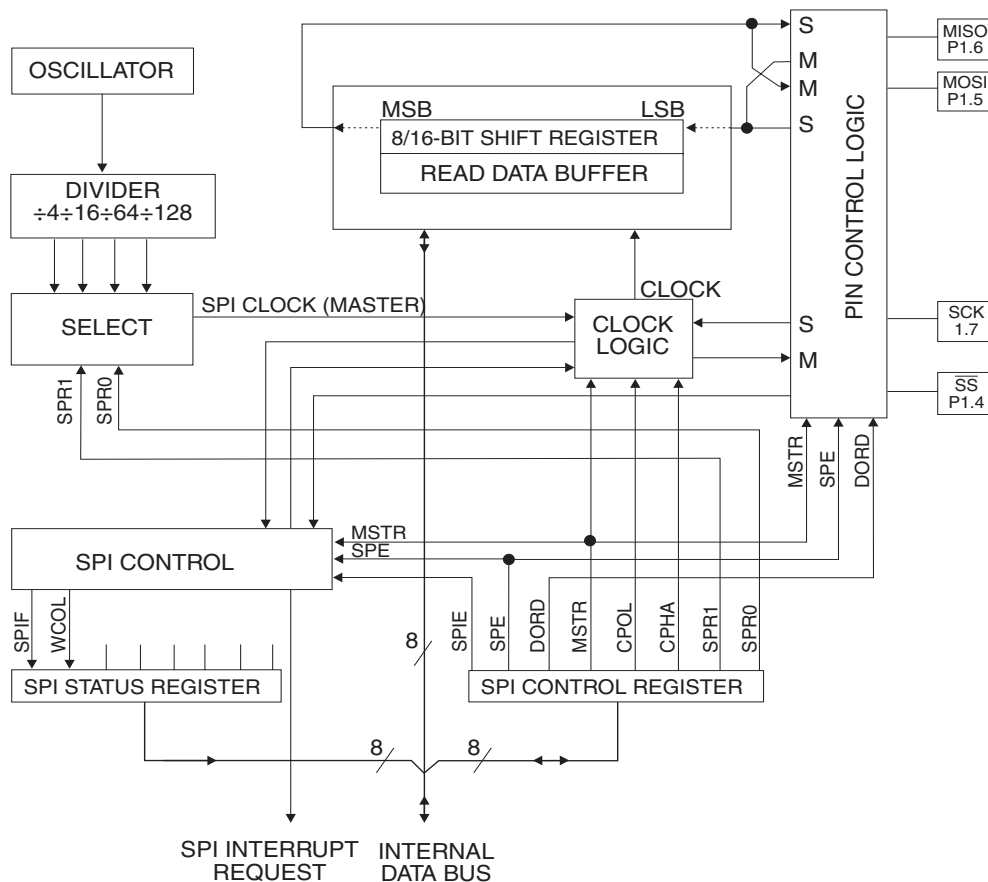 OSCILLATOR
DIVIDER
÷4÷16÷64÷128
SELECT
SPI CLOCK (MASTER)
SPR1
SPR0
MSB
LSB
8/16-BIT SHIFT REGISTER
READ DATA BUFFER
CLOCK
CLOCK
LOGIC
S
M
M
S
S
M
PIN CONTROL LOGIC
MISO
P1.6
MOSI
P1.5
SCK
1.7
SS
P1.4
MSTR
SPE
DORD
SPI CONTROL
MSTR
SPE
SPIF
WCOL
SPI STATUS REGISTER
SPIE
SPE
DORD
MSTR
CPOL
CPHA
SPR1
SPR0
SPI CONTROL REGISTER
8
8
8
SPI INTERRUPT
REQUEST
INTERNAL
DATA BUS